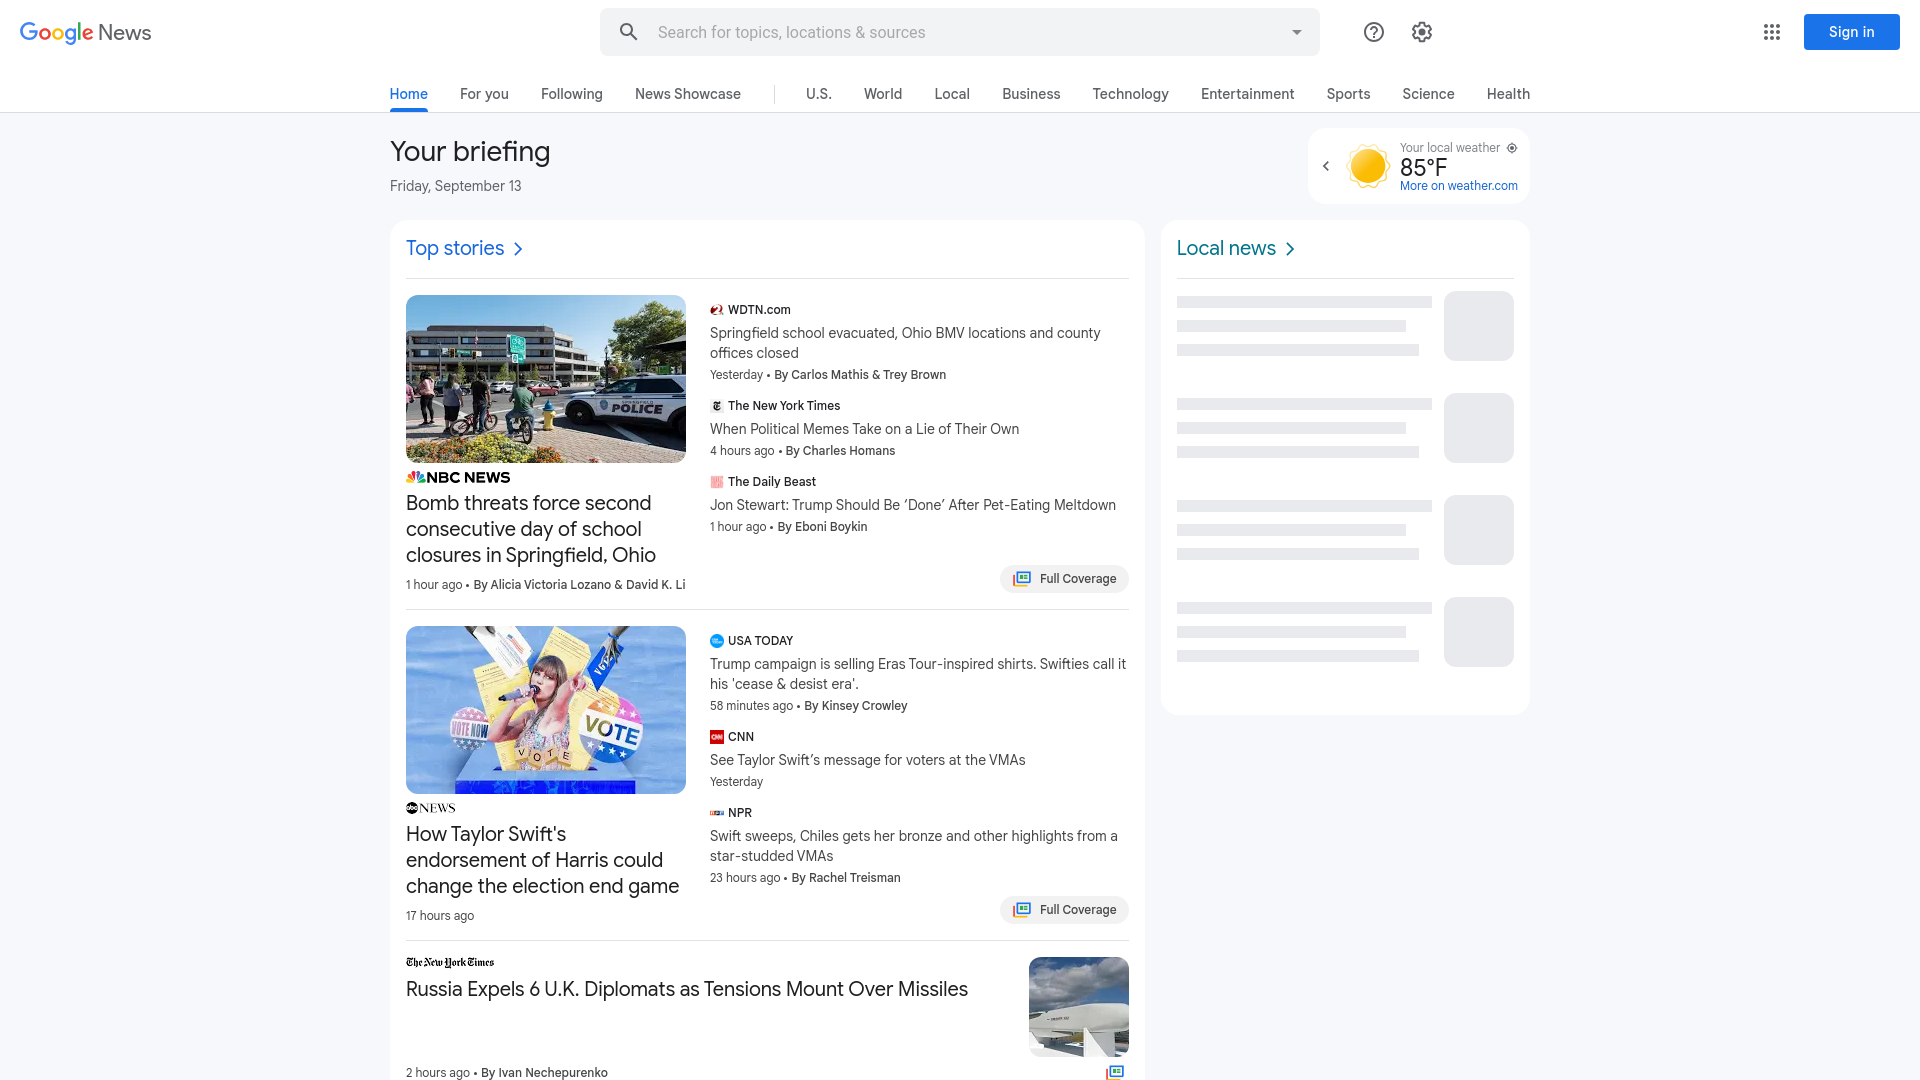 Google News
Search for topics, locations & sources
Sign in
Home
For you
Following
News Showcase
U.S.
World
Local
Business
Technology
Entertainment
Sports
Science
Health
Your briefing
Friday, September 13
Your local weather
85°F
More on weather.com
Top stories
POLICE
NBC NEWS
Bomb threats force second
consecutive day of school
closures in Springfield, Ohio
1 hour ago • By Alicia Victoria Lozano & David K. Li
WDTN.com
Springfield school evacuated, Ohio BMV locations and county
offices closed
Yesterday • By Carlos Mathis & Trey Brown
The New York Times
When Political Memes Take on a Lie of Their Own
4 hours ago • By Charles Homans
The Daily Beast
Jon Stewart: Trump Should Be ‘Done’ After Pet-Eating Meltdown
1 hour ago • By Eboni Boykin
Full Coverage
VOTE
VOTE NOW
VOTE
VOTE
abc NEWS
How Taylor Swift's
endorsement of Harris could
change the election end game
17 hours ago
USA TODAY
Trump campaign is selling Eras Tour-inspired shirts. Swifties call it
his 'cease & desist era'.
58 minutes ago • By Kinsey Crowley
CNN
CNN
See Taylor Swift’s message for voters at the VMAs
Yesterday
NPR
Swift sweeps, Chiles gets her bronze and other highlights from a
star-studded VMAs
23 hours ago • By Rachel Treisman
Full Coverage
The New York Times
Russia Expels 6 U.K. Diplomats as Tensions Mount Over Missiles
2 hours ago • By Ivan Nechepurenko
Local news